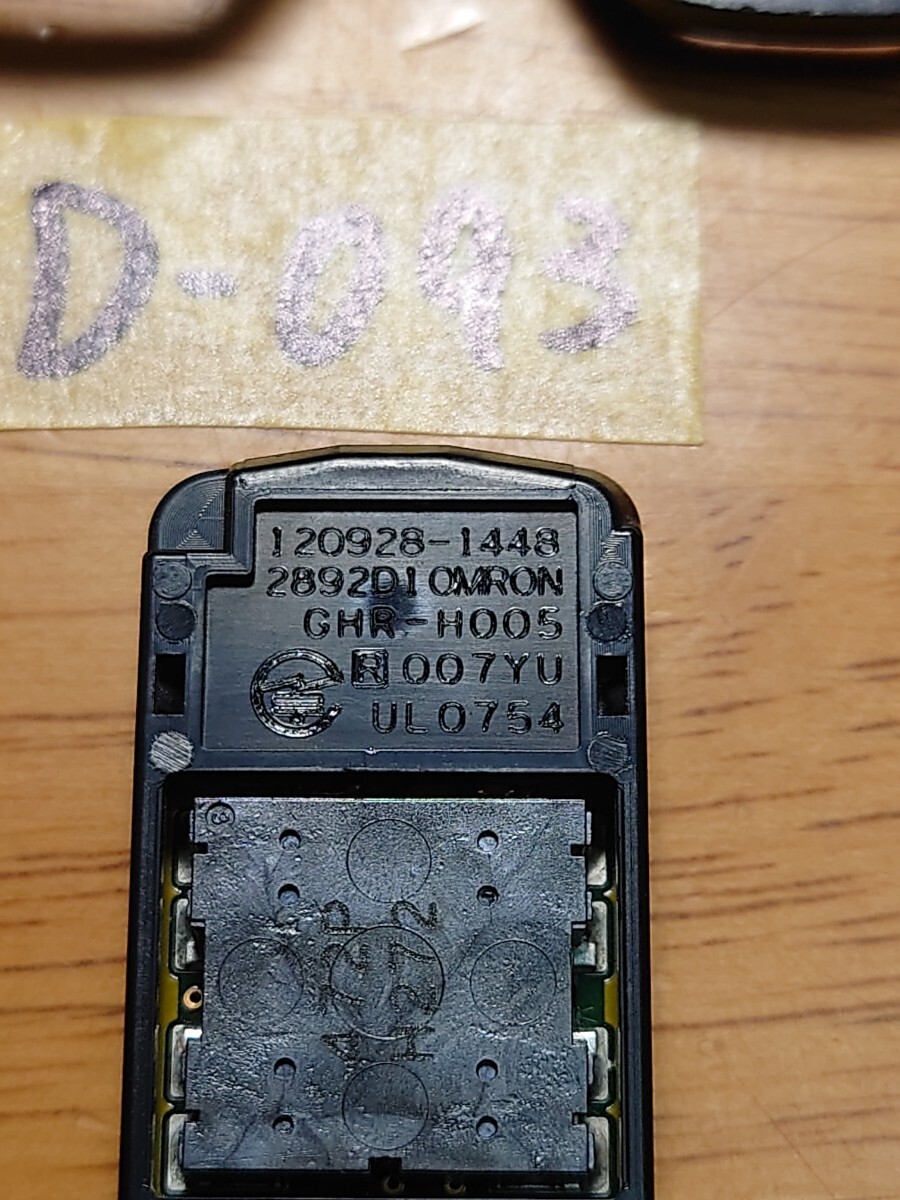 D-093
120928-1448
2892D1 OMRON
GHR-H005
R 007YU
UL0754